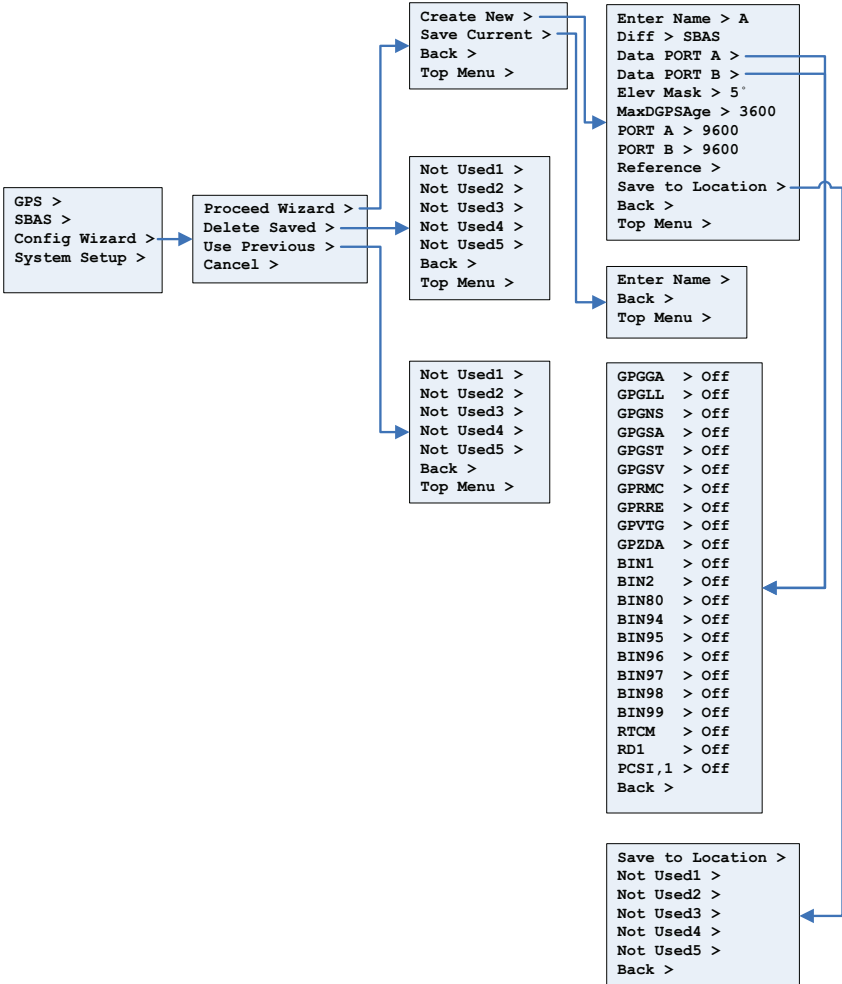 GPS >
SBAS >
Config Wizard >
System Setup >
Proceed Wizard >
Delete Saved >
Use Previous >
Cancel >
Create New >
Save Current >
Back >
Top Menu >
Not Used1 >
Not Used2 >
Not Used3 >
Not Used4 >
Not Used5 >
Back >
Top Menu >
Not Used1 >
Not Used2 >
Not Used3 >
Not Used4 >
Not Used5 >
Back >
Top Menu >
Enter Name > A
Diff > SBAS
Data PORT A >
Data PORT B >
Elev Mask > 5°
MaxDGPSAge > 3600
PORT A > 9600
PORT B > 9600
Reference >
Save to Location >
Back >
Top Menu >
Enter Name >
Back >
Top Menu >
GPGGA > Off
GPGLL > Off
GPGNS > Off
GPGSA > Off
GPGST > Off
GPGSV > Off
GPRMC > Off
GPRRE > Off
GPVTG > Off
GPZDA > Off
BIN1 > Off
BIN2 > Off
BIN80 > Off
BIN94 > Off
BIN95 > Off
BIN96 > Off
BIN97 > Off
BIN98 > Off
BIN99 > Off
RTCM > Off
RD1 > Off
PCSI,1 > Off
Back >
Save to Location >
Not Used1 >
Not Used2 >
Not Used3 >
Not Used4 >
Not Used5 >
Back >